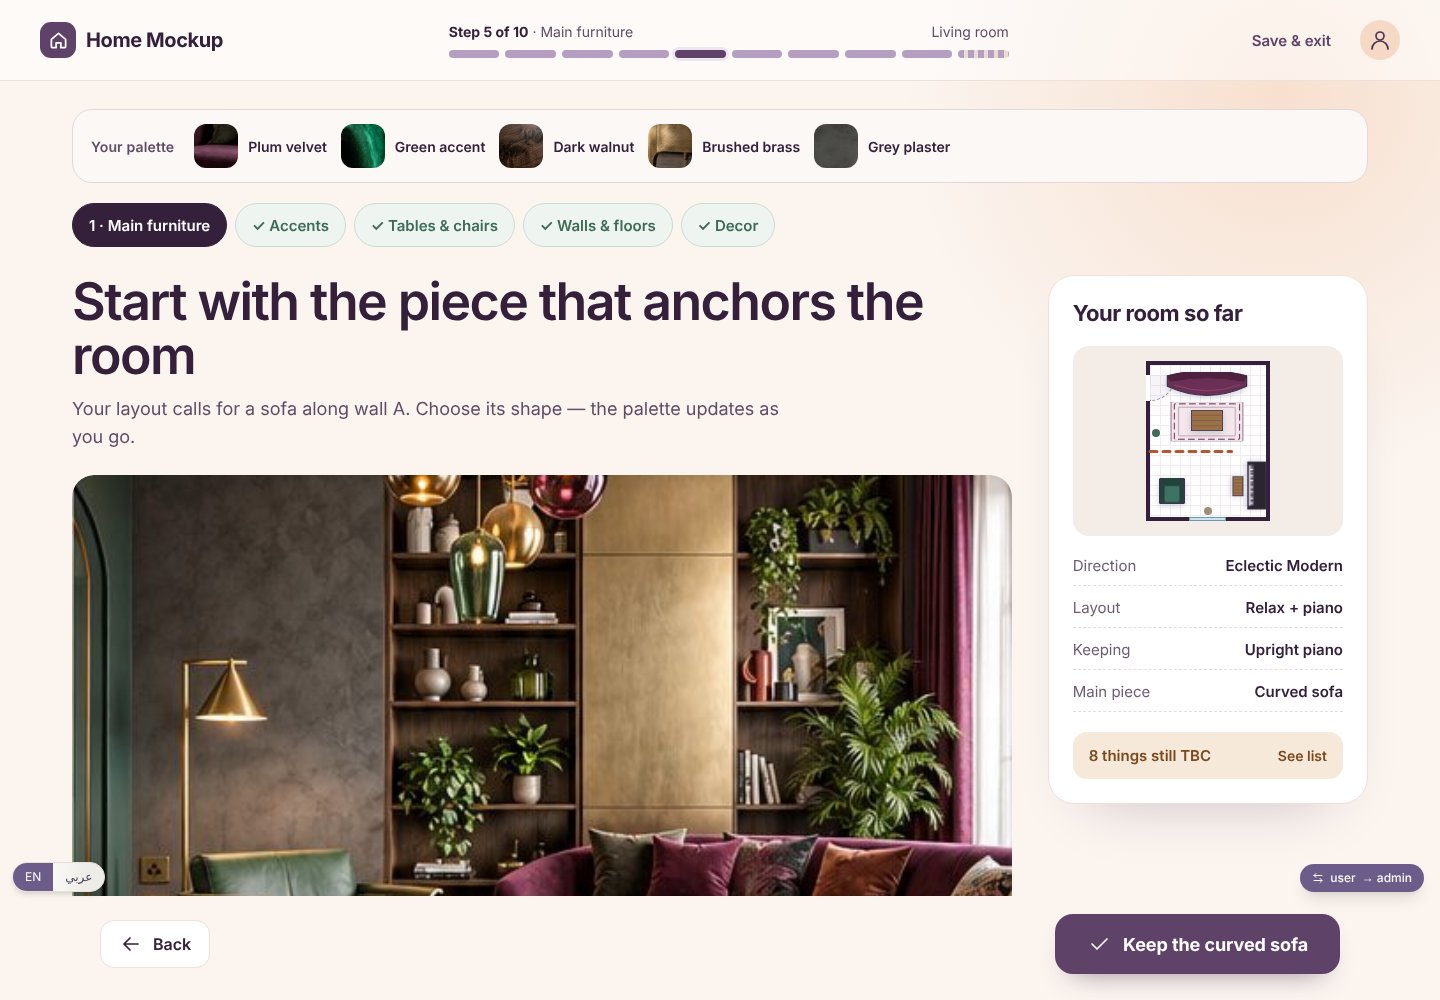 Home Mockup
Step 5 of 10 · Main furniture
Living room
Save & exit
Your palette
Plum velvet
Green accent
Dark walnut
Brushed brass
Grey plaster
1 · Main furniture
Accents
Tables & chairs
Walls & floors
Decor
Start with the piece that anchors the
room
Your layout calls for a sofa along wall A. Choose its shape — the palette updates as
you go.
Your room so far
Direction
Eclectic Modern
Layout
Relax + piano
Keeping
Upright piano
Main piece
Curved sofa
8 things still TBC
See list
EN
عربي
user → admin
Back
Keep the curved sofa